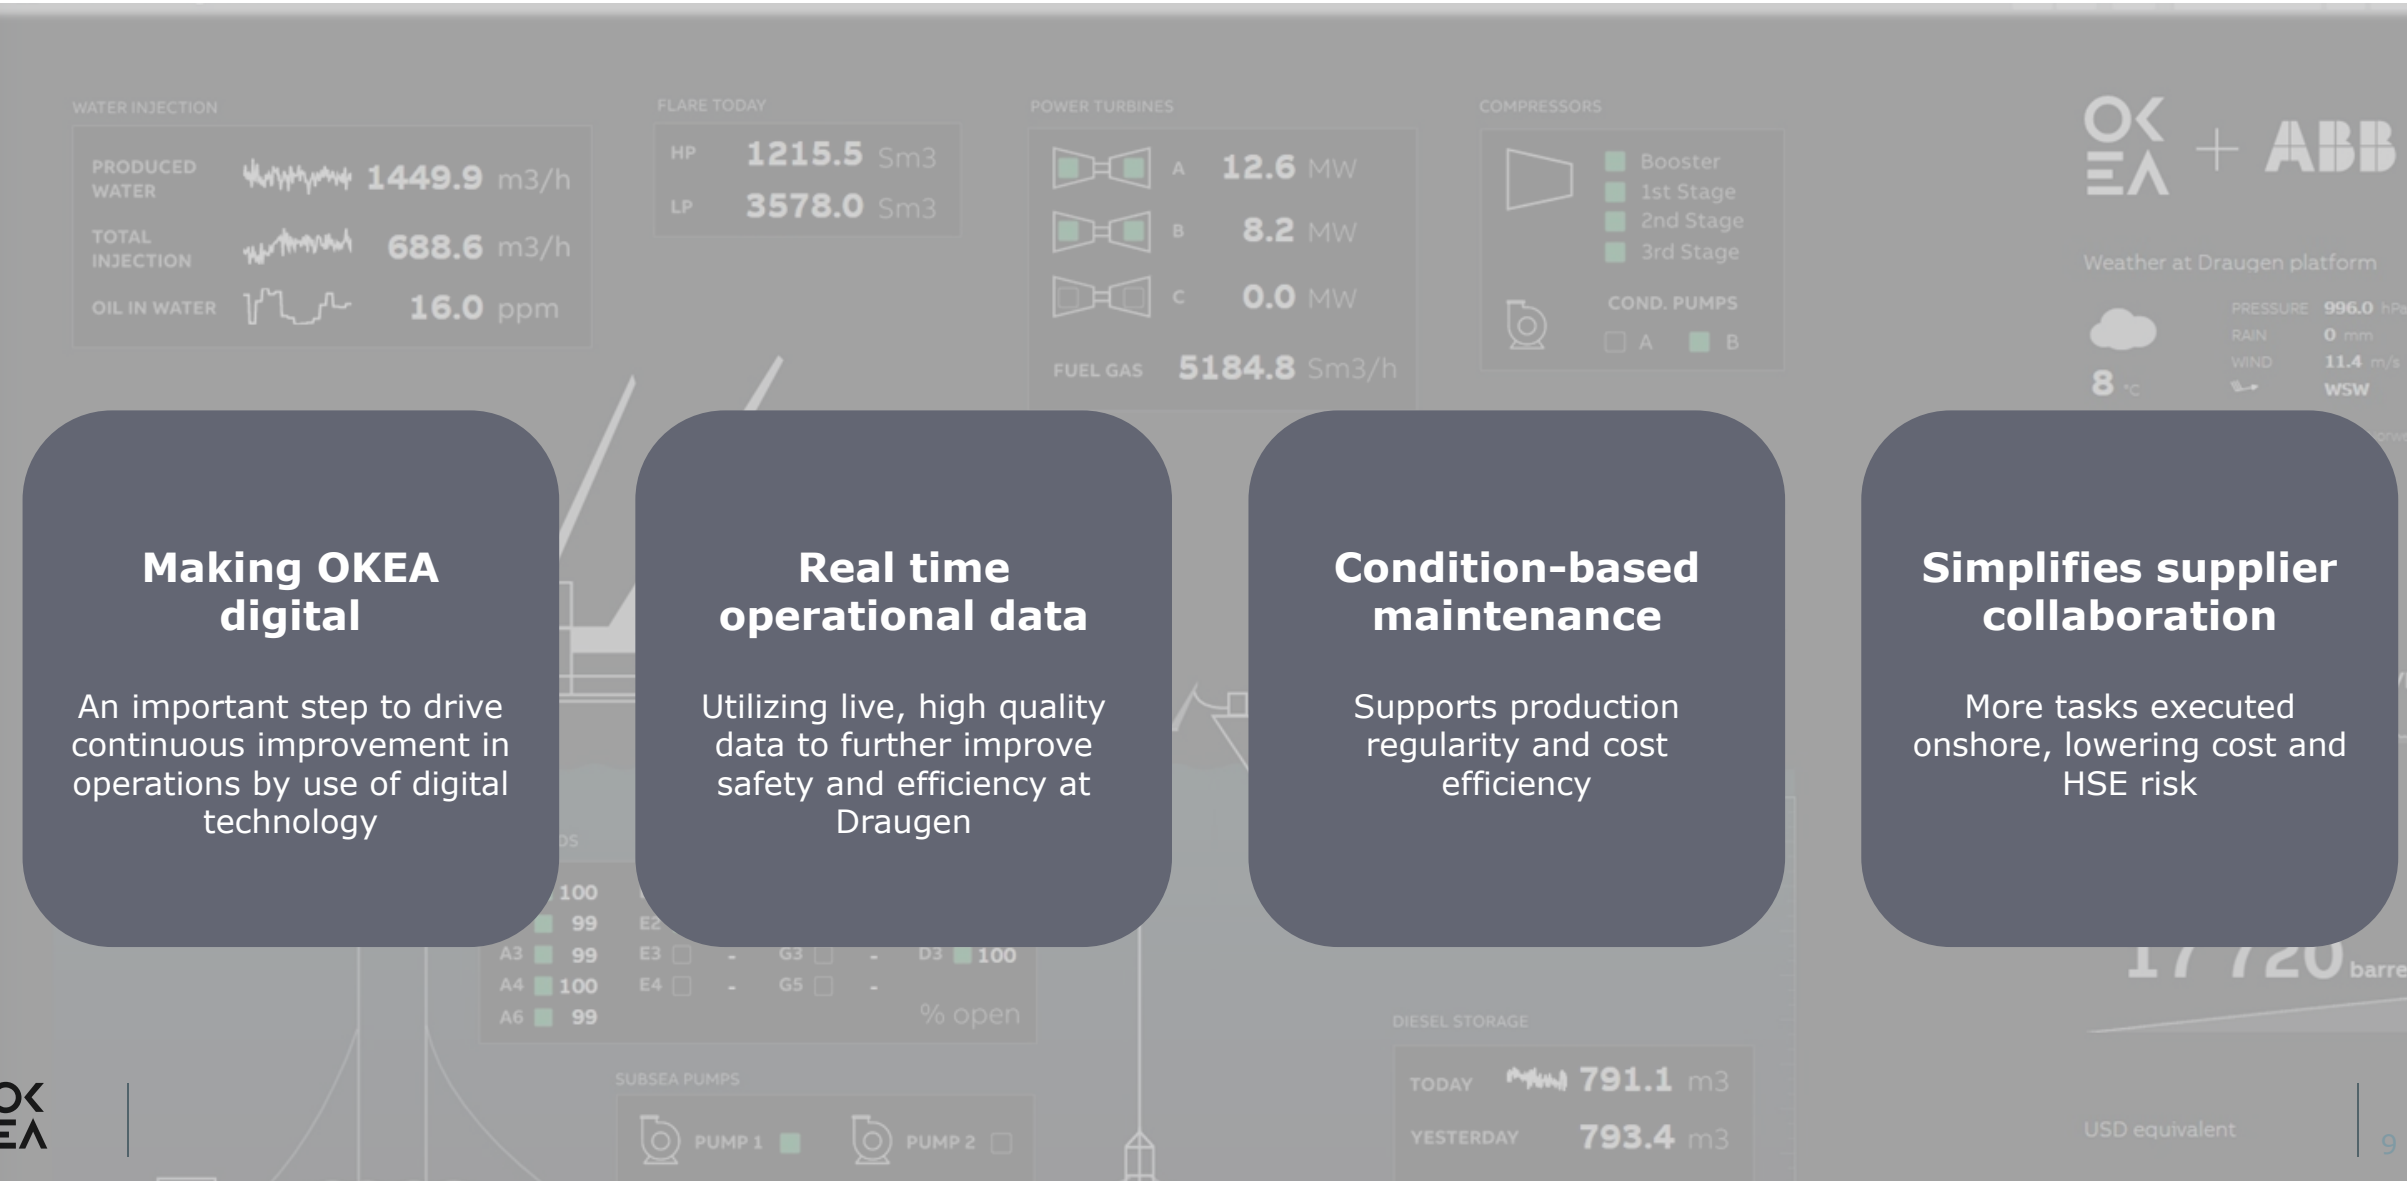 WATER INJECTION
PRODUCED
WATER
1449.9 m3/h
TOTAL
INJECTION
688.6 m3/h
OIL IN WATER
16.0 ppm
FLARE TODAY
HP 1215.5 Sm3
LP 3578.0 Sm3
POWER TURBINES
A 12.6 MW
B 8.2 MW
C 0.0 MW
FUEL GAS 5184.8 Sm3/h
COMPRESSORS
Booster
1st Stage
2nd Stage
3rd Stage
COND. PUMPS
A B
OK
EA
+ ABB
Weather at Draugen platform
PRESSURE 996.0 hPa
RAIN 0 mm
WIND 11.4 m/s
WSW
8 °C
Making OKEA
digital
An important step to drive
continuous improvement in
operations by use of digital
technology
Real time
operational data
Utilizing live, high quality
data to further improve
safety and efficiency at
Draugen
Condition-based
maintenance
Supports production
regularity and cost
efficiency
Simplifies supplier
collaboration
More tasks executed
onshore, lowering cost and
HSE risk
100
99 E2
A3 99 E3 - G3 - D3 100
A4 100 E4 - G5 -
A6 99
% open
17 720 barre
SUBSEA PUMPS
PUMP 1 PUMP 2
DIESEL STORAGE
TODAY 791.1 m3
YESTERDAY 793.4 m3
USD equivalent
OK
EA
9